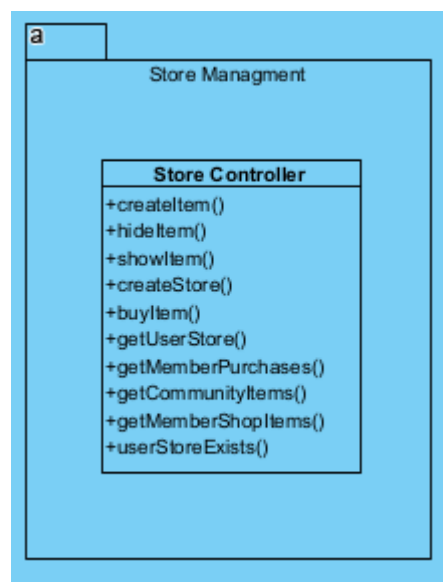 a
Store Managment
Store Controller
+createItem()
+hideItem()
+showItem()
+createStore()
+buyItem()
+getUserStore()
+getMemberPurchases()
+getCommunityItems()
+getMemberShopItems()
+userStoreExists()